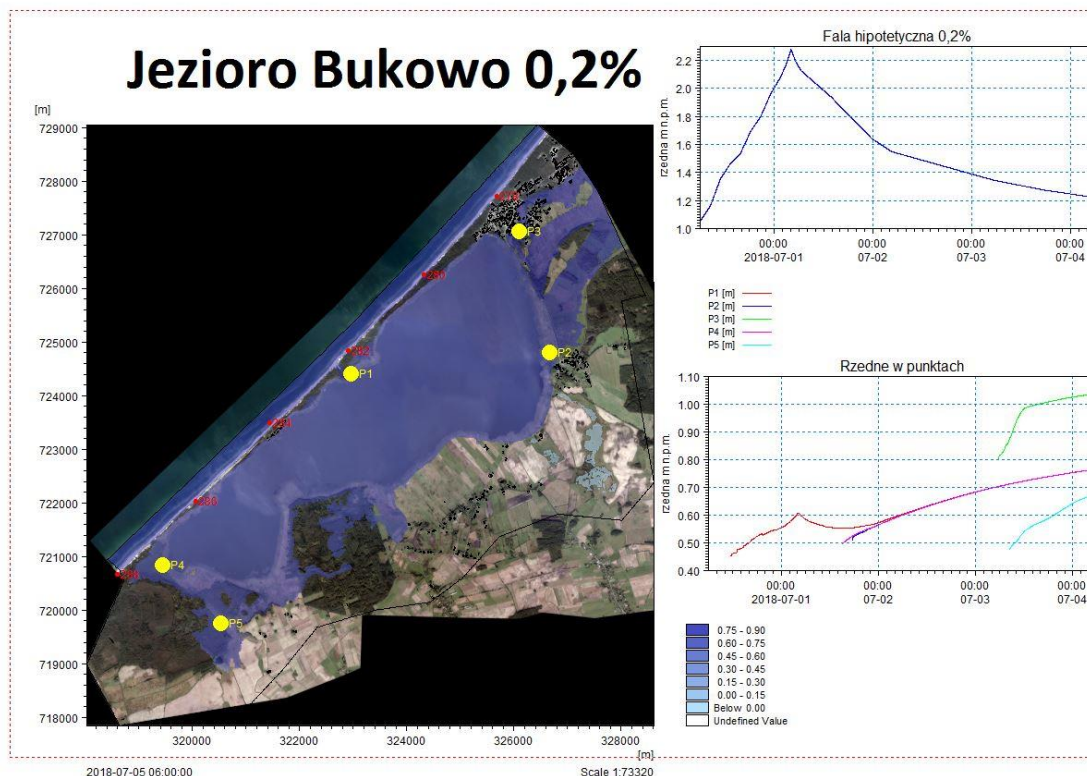 Jezioro Bukowo 0,2%
[m]
729000
728000
727000
726000
725000
724000
723000
722000
721000
720000
719000
718000
P3
P2
P1
P4
P5
320000
322000
324000
326000
328000
[m]
2018-07-05 06:00:00
Scale 1:73320
Fala hipotetyczna 0,2%
rzedna m n.p.m.
2.2
2.0
1.8
1.6
1.4
1.2
1.0
00:00
2018-07-01
00:00
07-02
00:00
07-03
00:00
07-04
P1 [m]
P2 [m]
P3 [m]
P4 [m]
P5 [m]
Rzedne w punktach
rzedna m n.p.m.
1.10
1.00
0.90
0.80
0.70
0.60
0.50
0.40
00:00
2018-07-01
00:00
07-02
00:00
07-03
00:00
07-04
0.75 - 0.90
0.60 - 0.75
0.45 - 0.60
0.30 - 0.45
0.15 - 0.30
0.00 - 0.15
Below 0.00
Undefined Value